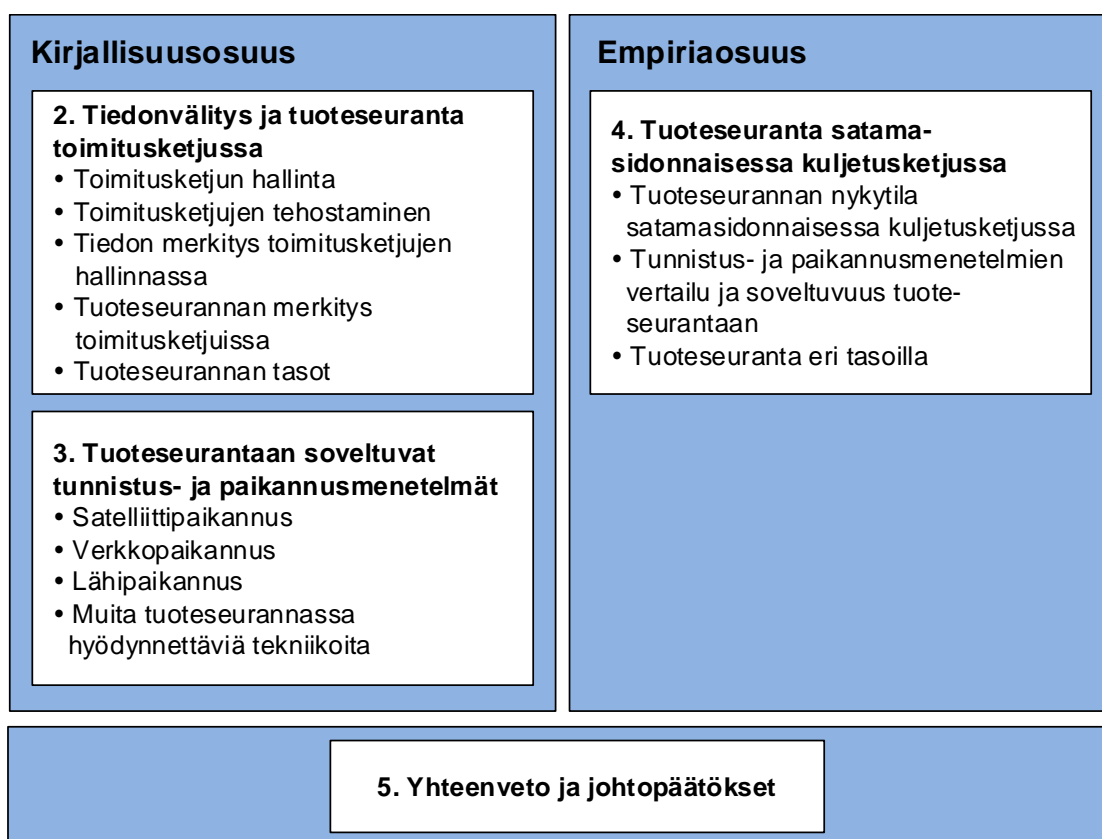 Kirjallisuusosuus
2. Tiedonvälitys ja tuoteseuranta
toimitusketjussa
• Toimitusketjun hallinta
• Toimitusketjujen tehostaminen
• Tiedon merkitys toimitusketjujen
hallinnassa
• Tuoteseurannan merkitys
toimitusketjuissa
• Tuoteseurannan tasot
3. Tuoteseurantaan soveltuvat
tunnistus- ja paikannusmenetelmät
• Satelliittipaikannus
• Verkkopaikannus
• Lähipaikannus
• Muita tuoteseurannassa
hyödynnettäviä tekniikoita
Empiriaosuus
4. Tuoteseuranta satama-
sidonnaisessa kuljetusketjussa
• Tuoteseurannan nykytila
satamasidonnaisessa kuljetusketjussa
• Tunnistus- ja paikannusmenetelmien
vertailu ja soveltuvuus tuote-
seurantaan
• Tuoteseuranta eri tasoilla
5. Yhteenveto ja johtopäätökset